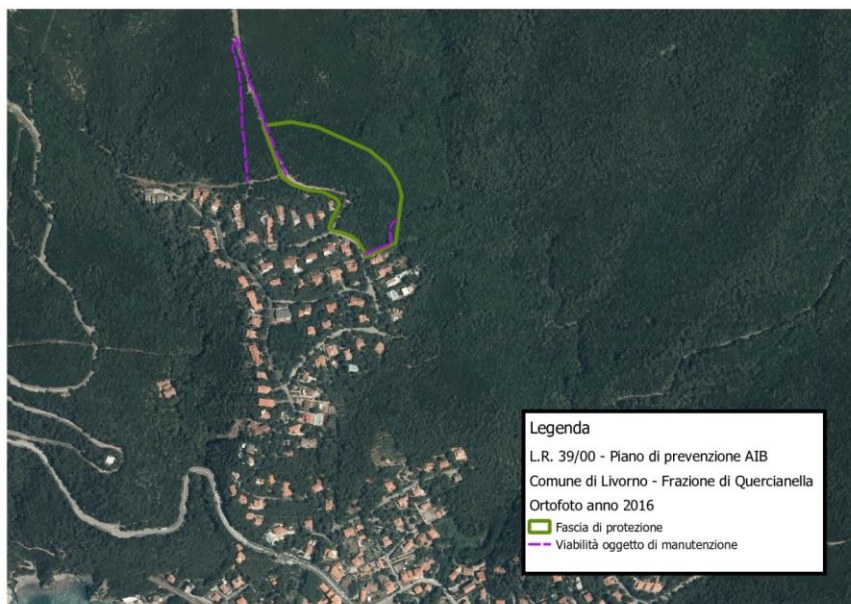 Legenda
L.R. 39/00 - Piano di prevenzione AIB
Comune di Livorno - Frazione di Quercianella
Ortofoto anno 2016
Fascia di protezione
Viabilità oggetto di manutenzione